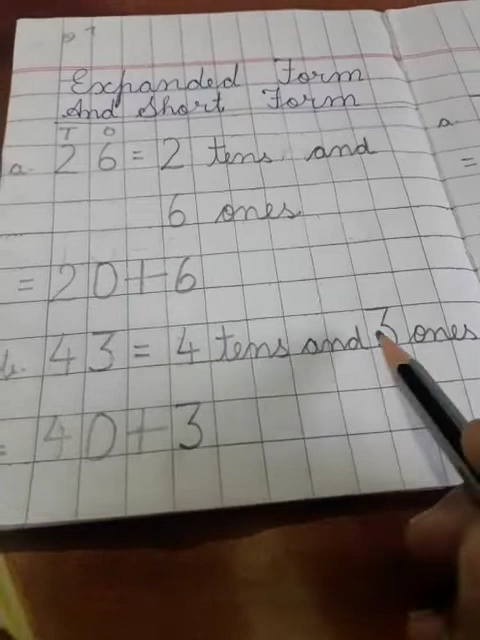 Expanded Form
And Short Form
T O
a. 26 = 2 tens and
6 ones
= 20+6
b. 43 = 4 tens and 3 ones
= 40+3
a.
=